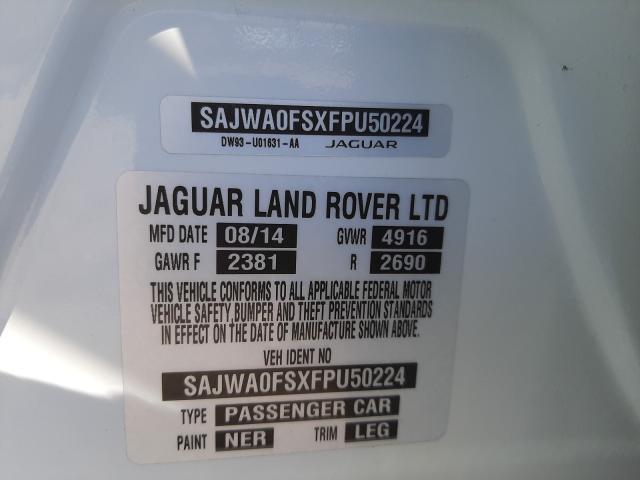 SAJWA0FSXFPU50224
DW93-U01631-AA JAGUAR
JAGUAR LAND ROVER LTD
MFD DATE 08/14 GVWR 4916
GAWR F 2381 R 2690
THIS VEHICLE CONFORMS TO ALL APPLICABLE FEDERAL MOTOR
VEHICLE SAFETY, BUMPER AND THEFT PREVENTION STANDARDS
IN EFFECT ON THE DATE OF MANUFACTURE SHOWN ABOVE.
VEH IDENT NO
SAJWA0FSXFPU50224
TYPE PASSENGER CAR
PAINT NER TRIM LEG